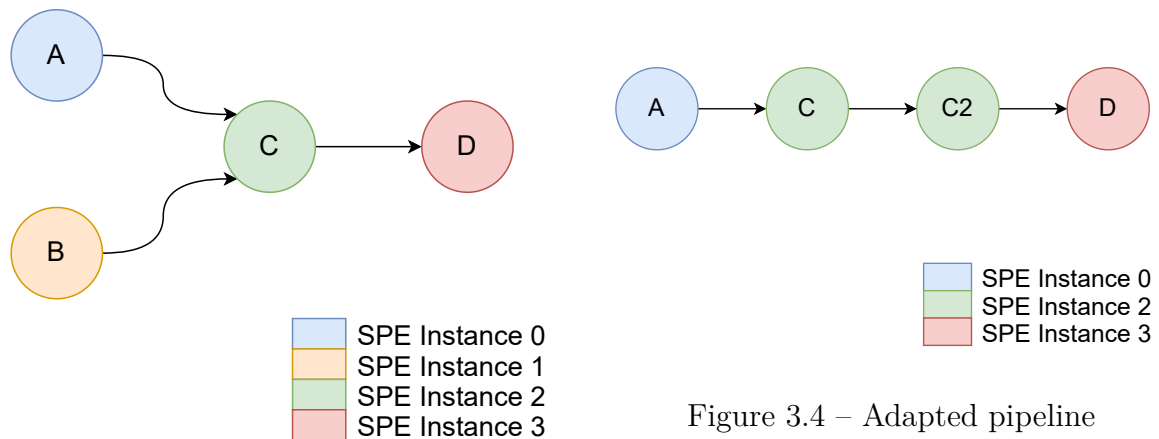 A
B
C
D
SPE Instance 0
SPE Instance 1
SPE Instance 2
SPE Instance 3
A
C
C2
D
SPE Instance 0
SPE Instance 2
SPE Instance 3
Figure 3.4 – Adapted pipeline